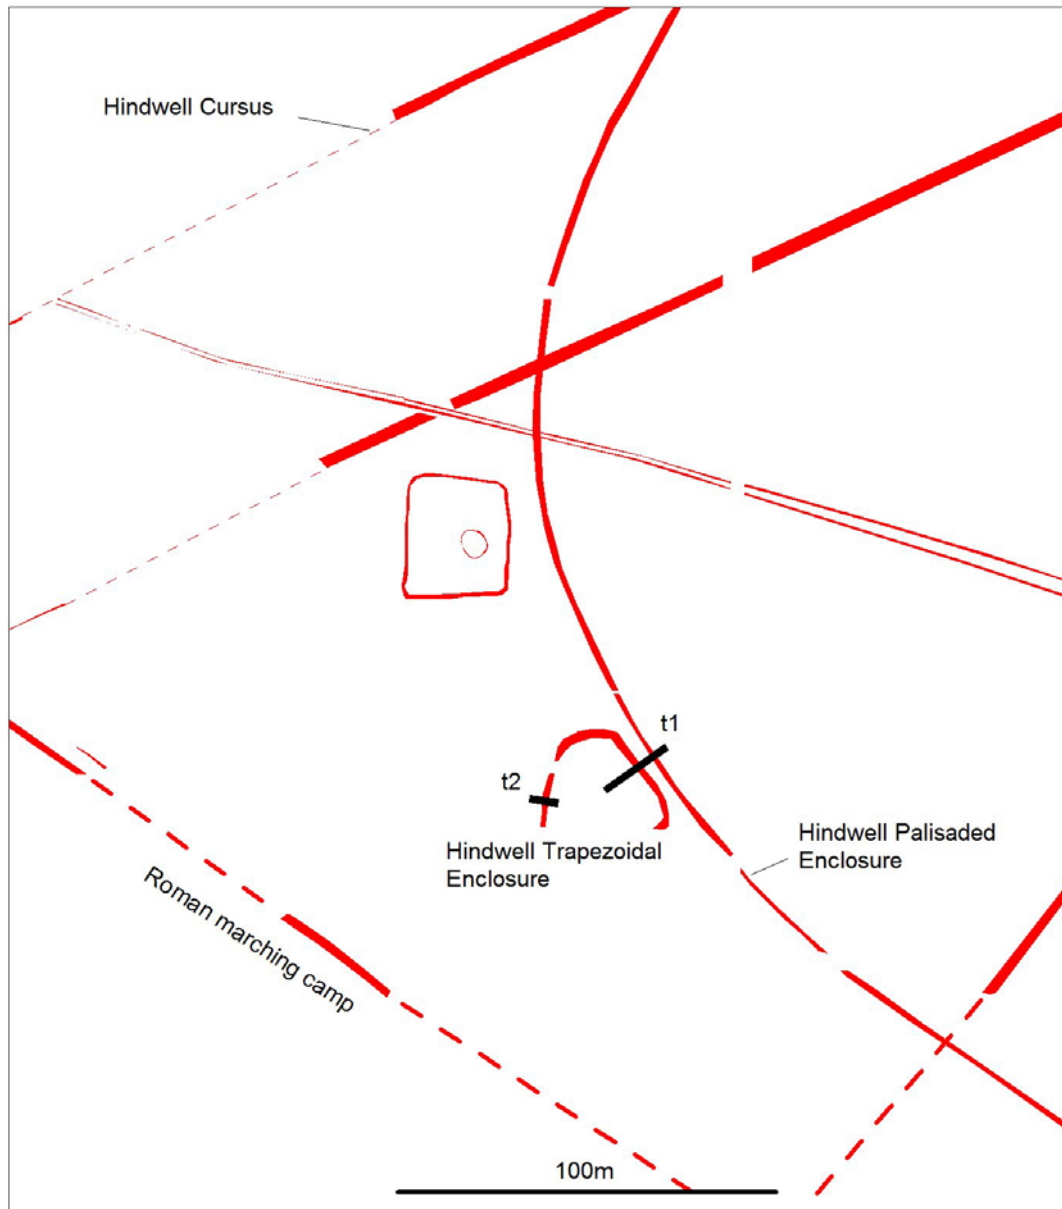 Hindwell Cursus
t1
t2
Hindwell Trapezoidal
Enclosure
Hindwell Palisaded
Enclosure
Roman marching camp
100m